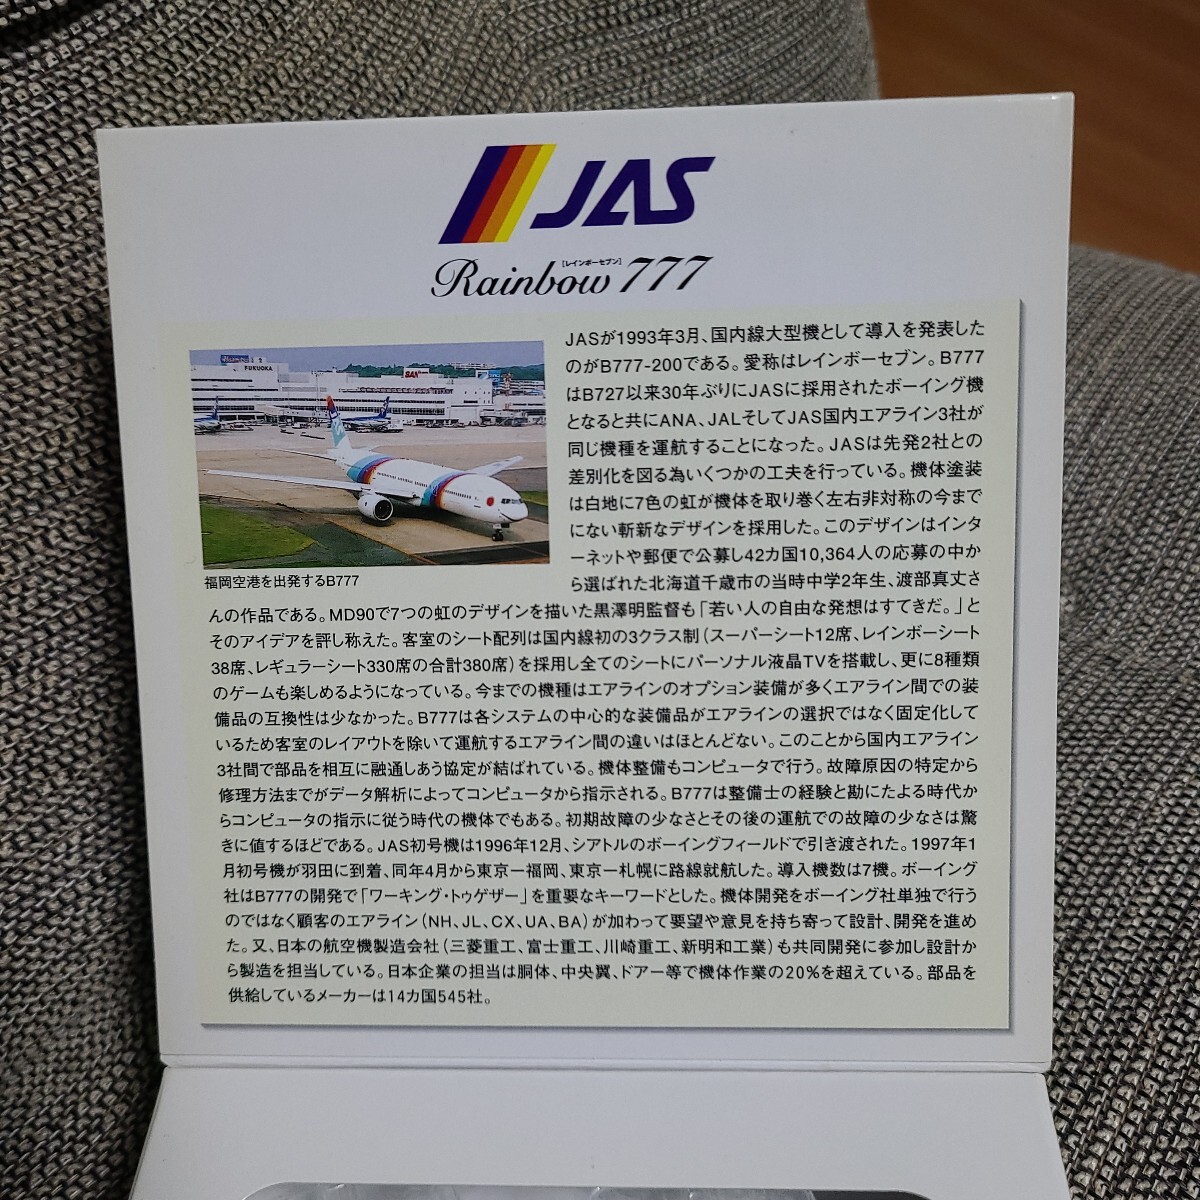 JAS
[レインボーセブン]
Rainbow 777
FUKUOKA
JASが1993年3月、国内線大型機として導入を発表した
のがB777-200である。愛称はレインボーセブン。B777
はB727以来30年ぶりにJASに採用されたボーイング機
となると共にANA、JALそしてJAS国内エアライン3社が
同じ機種を運航することになった。JASは先発2社との
差別化を図る為いくつかの工夫を行っている。機体塗装
は白地に7色の虹が機体を取り巻く左右非対称の今まで
にない斬新なデザインを採用した。このデザインはインタ
ーネットや郵便で公募し42カ国10,364人の応募の中か
ら選ばれた北海道千歳市の当時中学2年生、渡部真丈さ
福岡空港を出発するB777
んの作品である。MD90で7つの虹のデザインを描いた黒澤明監督も「若い人の自由な発想はすてきだ。」と
そのアイデアを評し称えた。客室のシート配列は国内線初の3クラス制(スーパーシート12席、レインボーシート
38席、レギュラーシート330席の合計380席)を採用し全てのシートにパーソナル液晶TVを搭載し、更に8種類
のゲームも楽しめるようになっている。今までの機種はエアラインのオプション装備が多くエアライン間での装
備品の互換性は少なかった。B777は各システムの中心的な装備品がエアラインの選択ではなく固定化して
いるため客室のレイアウトを除いて運航するエアライン間の違いはほとんどない。このことから国内エアライン
3社間で部品を相互に融通しあう協定が結ばれている。機体整備もコンピュータで行う。故障原因の特定から
修理方法までがデータ解析によってコンピュータから指示される。B777は整備士の経験と勘にたよる時代か
らコンピュータの指示に従う時代の機体でもある。初期故障の少なさとその後の運航での故障の少なさは驚
きに値するほどである。JAS初号機は1996年12月、シアトルのボーイングフィールドで引き渡された。1997年1
月初号機が羽田に到着、同年4月から東京ー福岡、東京ー札幌に路線就航した。導入機数は7機。ボーイング
社はB777の開発で「ワーキング・トゥゲザー」を重要なキーワードとした。機体開発をボーイング社単独で行う
のではなく顧客のエアライン(NH、JL、CX、UA、BA)が加わって要望や意見を持ち寄って設計、開発を進め
た。又、日本の航空機製造会社(三菱重工、富士重工、川崎重工、新明和工業)も共同開発に参加し設計か
ら製造を担当している。日本企業の担当は胴体、中央翼、ドアー等で機体作業の20%を超えている。部品を
供給しているメーカーは14カ国545社。